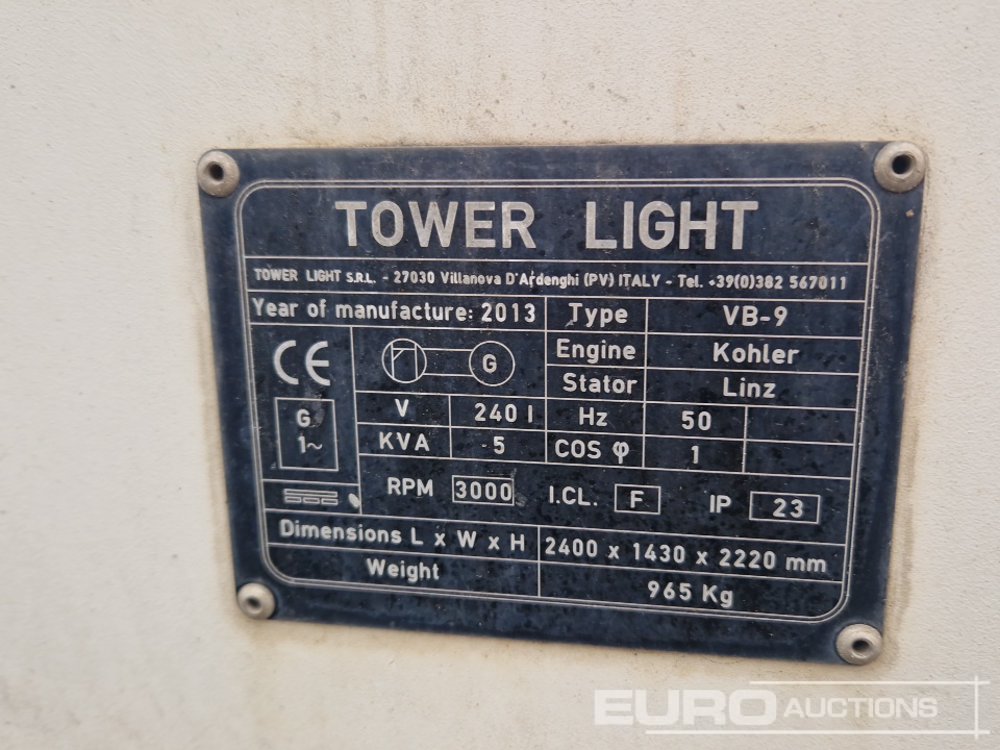 TOWER LIGHT
TOWER LIGHT S.R.L. - 27030 Villanova D'Ardenghi (PV) ITALY - Tel. +39(0)382 567011
Year of manufacture: 2013 Type VB-9
CE G Engine Kohler
Stator Linz
V 240 I Hz 50
G
1~ KVA 5 COS φ 1
RPM 3000 I.CL. F IP 23
Dimensions L x W x H 2400 x 1430 x 2220 mm
Weight 965 Kg
EURO AUCTIONS